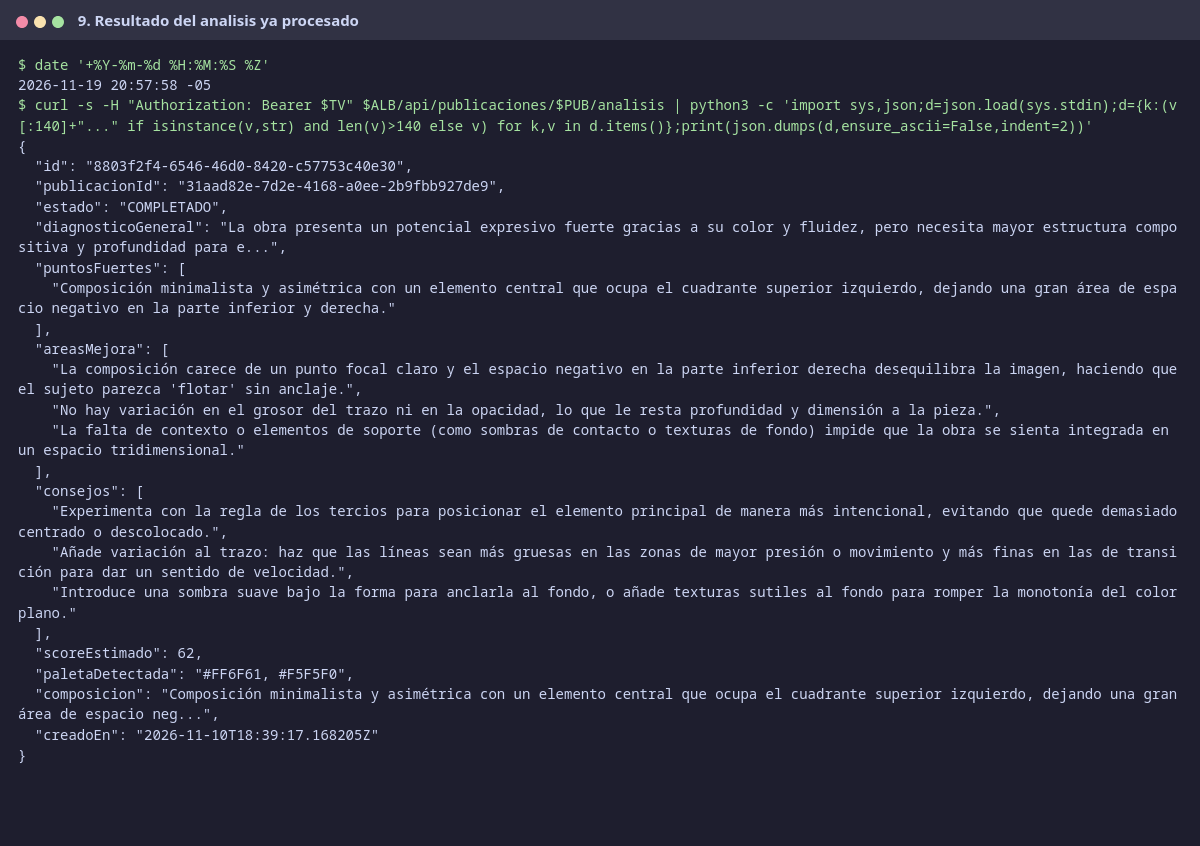 9. Resultado del analisis ya procesado
$ date '+%Y-%m-%d %H:%M:%S %Z'
2026-11-19 20:57:58 -05
$ curl -s -H "Authorization: Bearer $TV" $ALB/api/publicaciones/$PUB/analisis | python3 -c 'import sys,json;d=json.load(sys.stdin);d={k:(v
[:140]+"..." if isinstance(v,str) and len(v)>140 else v) for k,v in d.items()};print(json.dumps(d,ensure_ascii=False,indent=2))'
{
  "id": "8803f2f4-6546-46d0-8420-c57753c40e30",
  "publicacionId": "31aad82e-7d2e-4168-a0ee-2b9fbb927de9",
  "estado": "COMPLETADO",
  "diagnosticoGeneral": "La obra presenta un potencial expresivo fuerte gracias a su color y fluidez, pero necesita mayor estructura compo
sitiva y profundidad para e...",
  "puntosFuertes": [
    "Composición minimalista y asimétrica con un elemento central que ocupa el cuadrante superior izquierdo, dejando una gran área de espa
cio negativo en la parte inferior y derecha."
  ],
  "areasMejora": [
    "La composición carece de un punto focal claro y el espacio negativo en la parte inferior derecha desequilibra la imagen, haciendo que
el sujeto parezca 'flotar' sin anclaje.",
    "No hay variación en el grosor del trazo ni en la opacidad, lo que le resta profundidad y dimensión a la pieza.",
    "La falta de contexto o elementos de soporte (como sombras de contacto o texturas de fondo) impide que la obra se sienta integrada en
un espacio tridimensional."
  ],
  "consejos": [
    "Experimenta con la regla de los tercios para posicionar el elemento principal de manera más intencional, evitando que quede demasiado
centrado o descolocado.",
    "Añade variación al trazo: haz que las líneas sean más gruesas en las zonas de mayor presión o movimiento y más finas en las de transi
ción para dar un sentido de velocidad.",
    "Introduce una sombra suave bajo la forma para anclarla al fondo, o añade texturas sutiles al fondo para romper la monotonía del color
plano."
  ],
  "scoreEstimado": 62,
  "paletaDetectada": "#FF6F61, #F5F5F0",
  "composicion": "Composición minimalista y asimétrica con un elemento central que ocupa el cuadrante superior izquierdo, dejando una gran
área de espacio neg...",
  "creadoEn": "2026-11-10T18:39:17.168205Z"
}